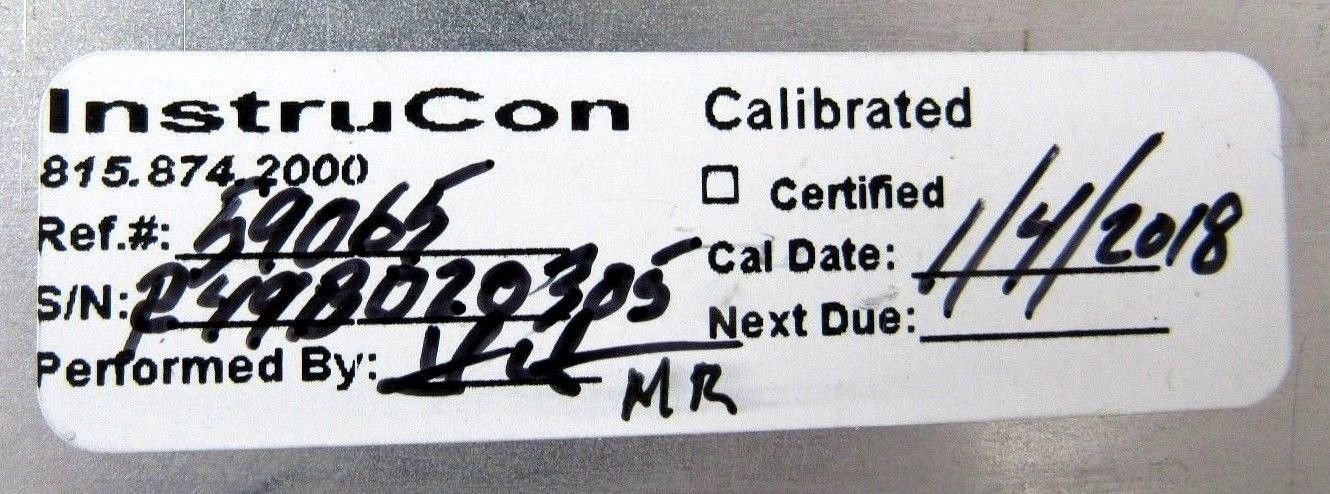 InstruCon
815.874.2000
Ref.#: 59065
S/N:
Performed By: MR
Calibrated
☐ Certified
Cal Date: 1/4/2018
Next Due: